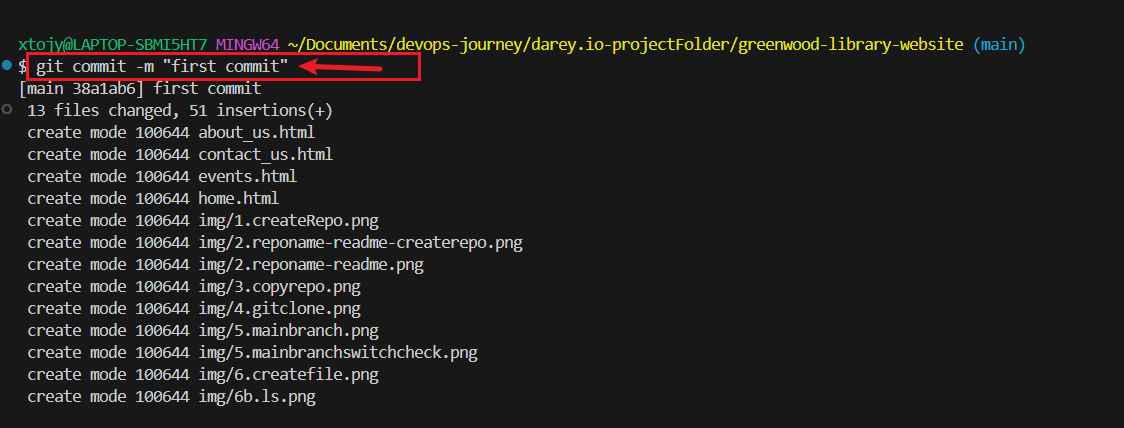 xtojy@LAPTOP-SBMI5HT7 MINGW64 ~/Documents/devops-journey/darey.io-projectFolder/greenwood-library-website (main)
$ git commit -m "first commit"
[main 38a1ab6] first commit
13 files changed, 51 insertions(+)
create mode 100644 about_us.html
create mode 100644 contact_us.html
create mode 100644 events.html
create mode 100644 home.html
create mode 100644 img/1.createRepo.png
create mode 100644 img/2.reponame-readme-createrepo.png
create mode 100644 img/2.reponame-readme.png
create mode 100644 img/3.copyrepo.png
create mode 100644 img/4.gitclone.png
create mode 100644 img/5.mainbranch.png
create mode 100644 img/5.mainbranchswitchcheck.png
create mode 100644 img/6.createfile.png
create mode 100644 img/6b.ls.png